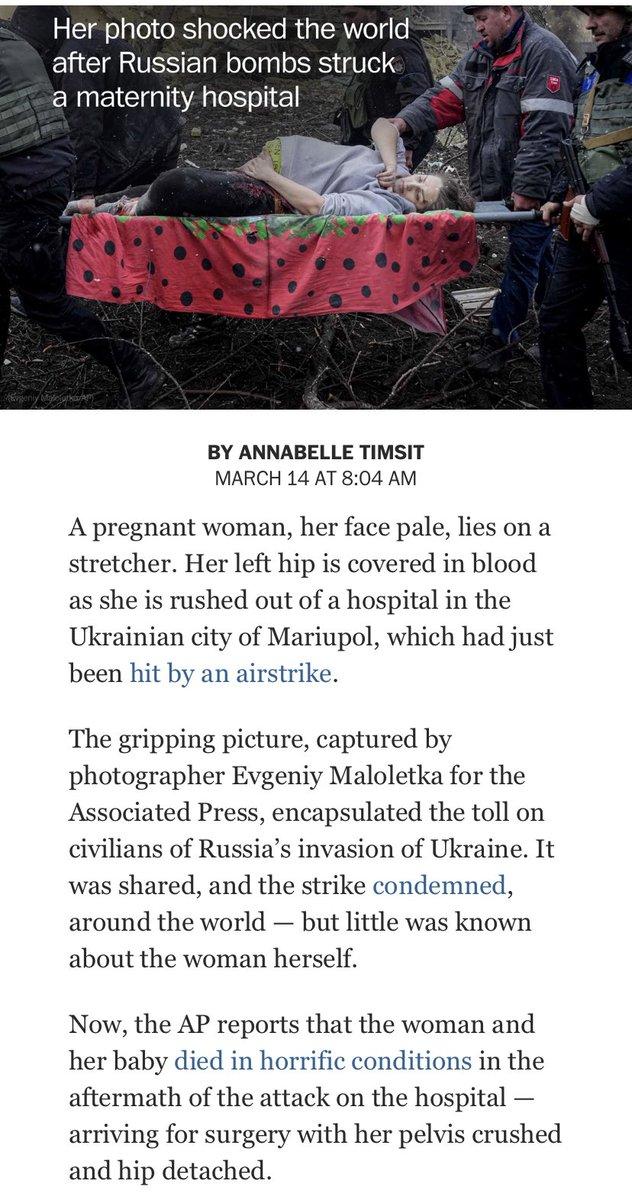 Her photo shocked the world
after Russian bombs struck
a maternity hospital
(Evgeniy Maloletka/AP)
BY ANNABELLE TIMSIT
MARCH 14 AT 8:04 AM
A pregnant woman, her face pale, lies on a
stretcher. Her left hip is covered in blood
as she is rushed out of a hospital in the
Ukrainian city of Mariupol, which had just
been hit by an airstrike.
The gripping picture, captured by
photographer Evgeniy Maloletka for the
Associated Press, encapsulated the toll on
civilians of Russia’s invasion of Ukraine. It
was shared, and the strike condemned,
around the world — but little was known
about the woman herself.
Now, the AP reports that the woman and
her baby died in horrific conditions in the
aftermath of the attack on the hospital —
arriving for surgery with her pelvis crushed
and hip detached.